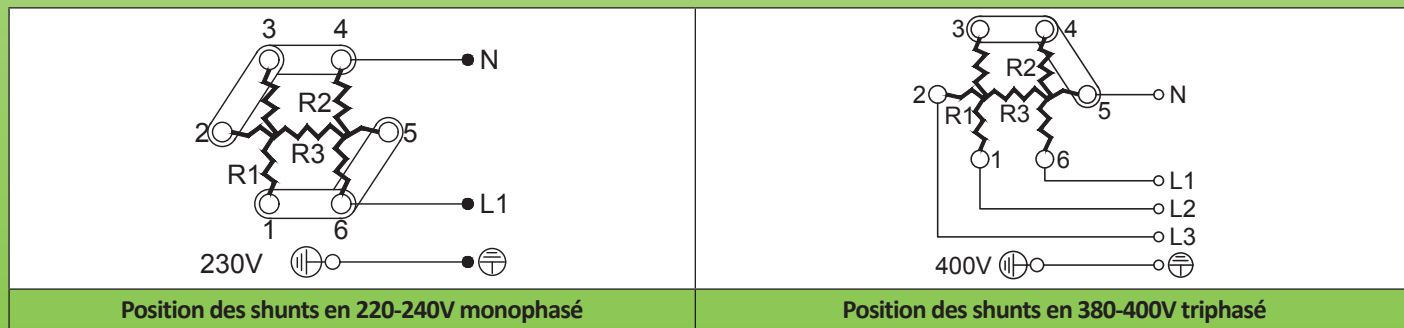 3 4
N
R2
2 5
R3
R1
L1
1 6
230V
Position des shunts en 220-240V monophasé
3 4
R2
2 5 N
R1 R3
1 6
L1
L2
L3
400V
Position des shunts en 380-400V triphasé